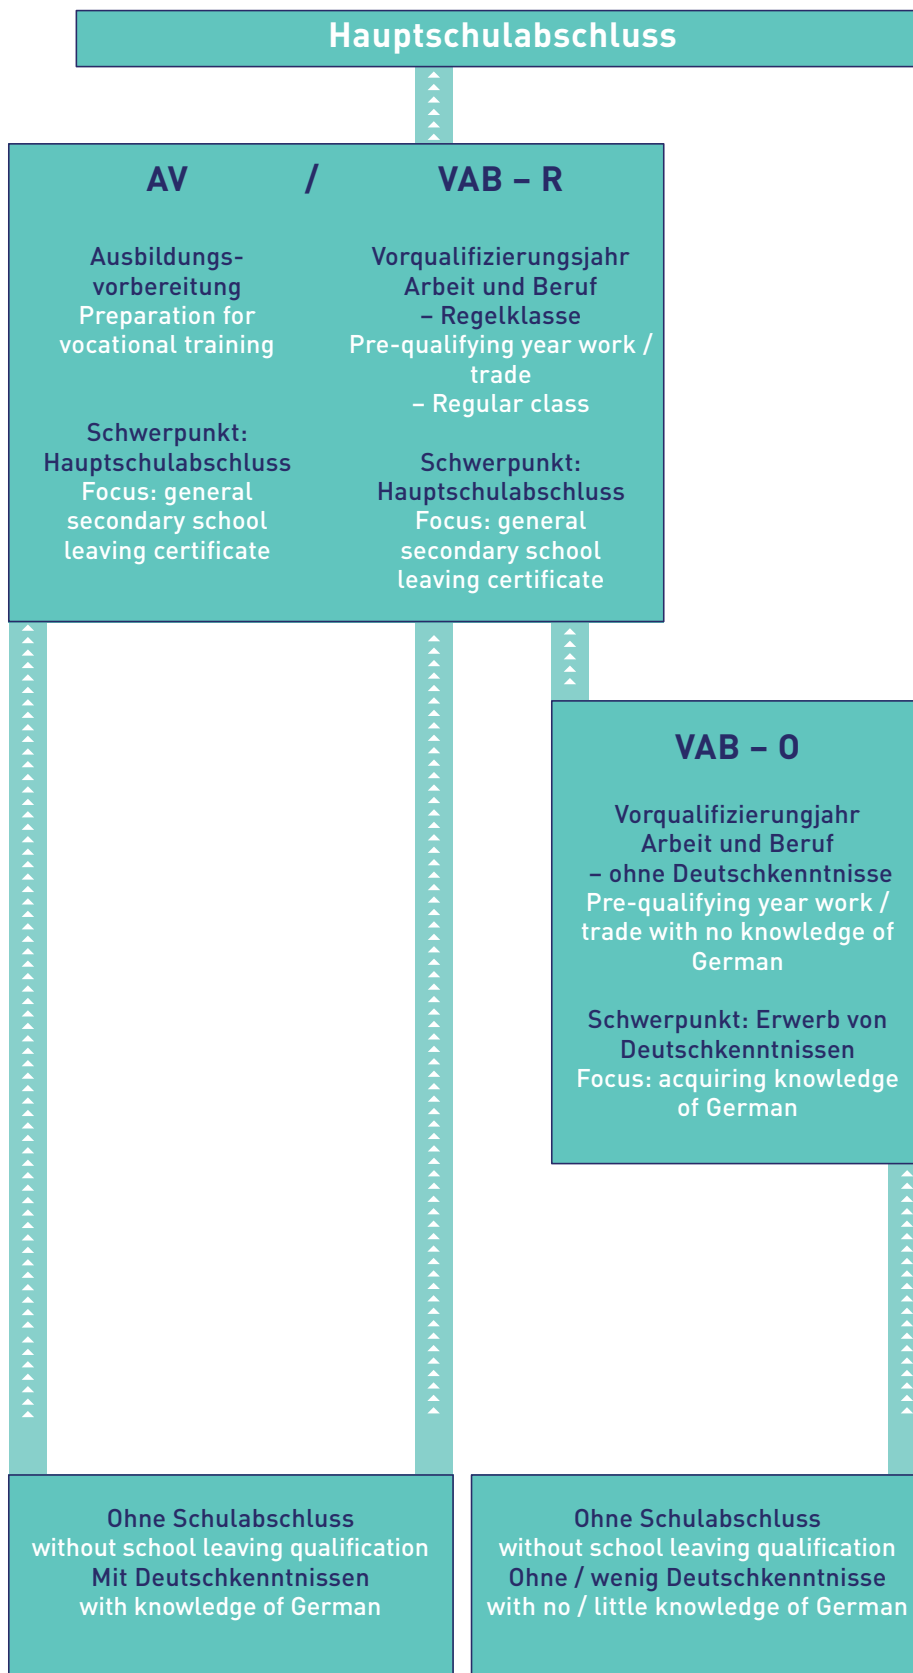 Hauptschulabschluss
AV / VAB – R
Ausbildungs-
vorbereitung
Preparation for
vocational training
Schwerpunkt:
Hauptschulabschluss
Focus: general
secondary school
leaving certificate
Vorqualifizierungsjahr
Arbeit und Beruf
– Regelklasse
Pre-qualifying year work /
trade
– Regular class
Schwerpunkt:
Hauptschulabschluss
Focus: general
secondary school
leaving certificate
VAB – O
Vorqualifizierungjahr
Arbeit und Beruf
– ohne Deutschkenntnisse
Pre-qualifying year work /
trade with no knowledge of
German
Schwerpunkt: Erwerb von
Deutschkenntnissen
Focus: acquiring knowledge
of German
Ohne Schulabschluss
without school leaving qualification
Mit Deutschkenntnissen
with knowledge of German
Ohne Schulabschluss
without school leaving qualification
Ohne / wenig Deutschkenntnisse
with no / little knowledge of German